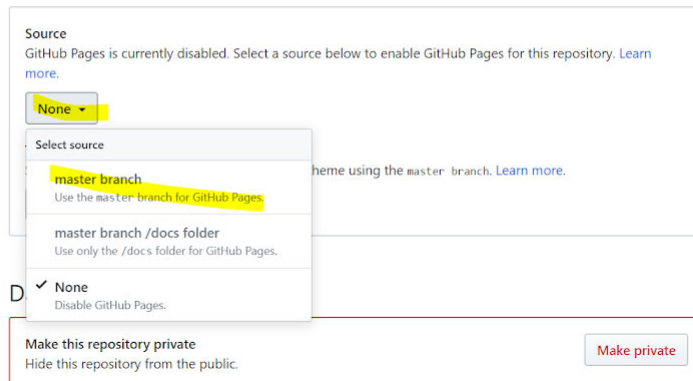 Source
GitHub Pages is currently disabled. Select a source below to enable GitHub Pages for this repository. Learn
more.
None
Select source
master branch
Use the master branch for GitHub Pages.
heme using the master branch. Learn more.
master branch /docs folder
Use only the /docs folder for GitHub Pages.
None
Disable GitHub Pages.
D
Make this repository private
Hide this repository from the public.
Make private